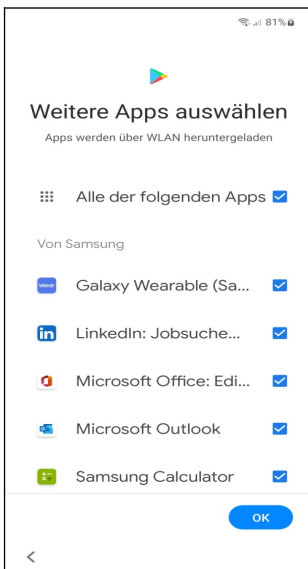 81%
Weitere Apps auswählen
Apps werden über WLAN heruntergeladen
Alle der folgenden Apps
Von Samsung
Wear
Galaxy Wearable (Sa...
LinkedIn: Jobsuche...
Microsoft Office: Edi...
Microsoft Outlook
Samsung Calculator
OK